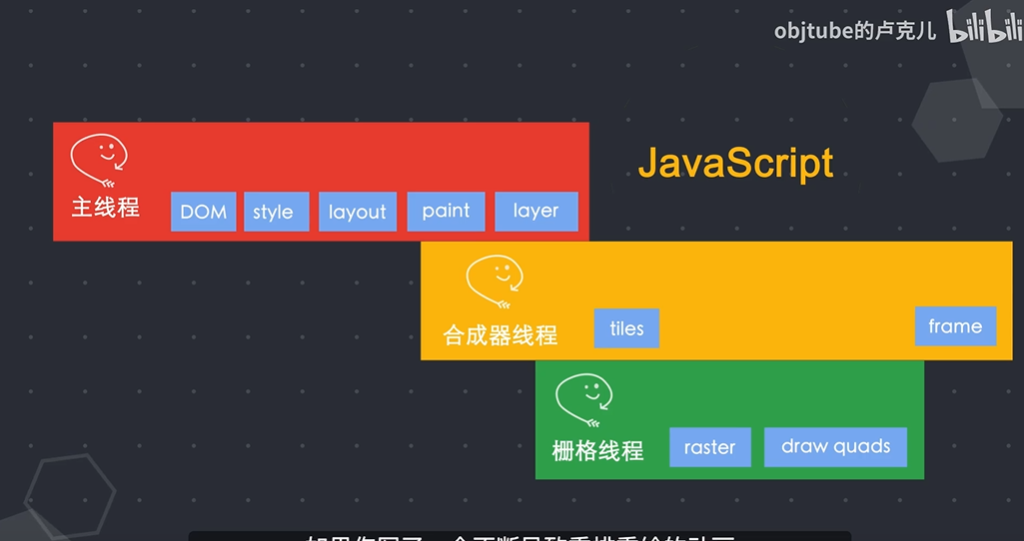 objtube的卢克儿 bilibili
JavaScript
主线程
DOM
style
layout
paint
layer
合成器线程
tiles
frame
栅格线程
raster
draw quads